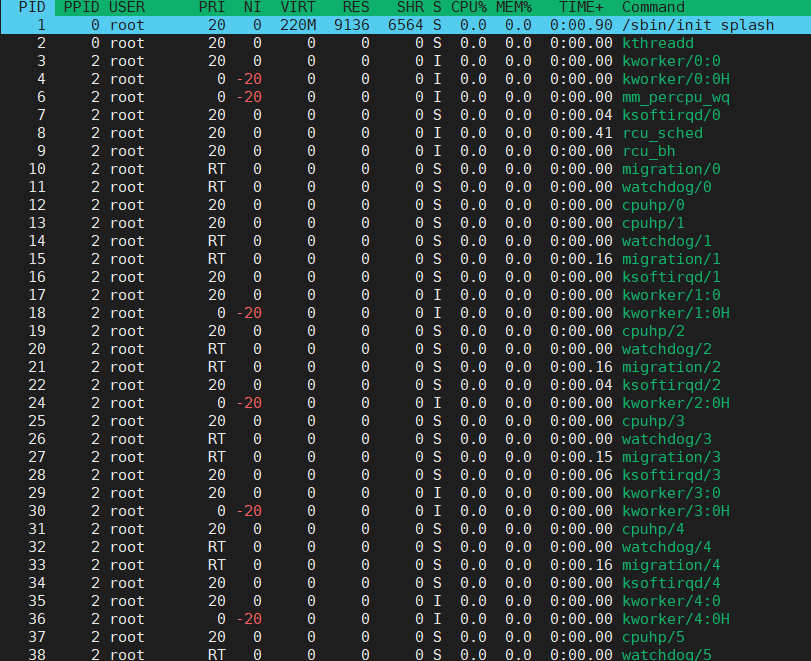 PID PPID USER PRI NI VIRT RES SHR S CPU% MEM% TIME+ Command
1 0 root 20 0 220M 9136 6564 S 0.0 0.0 0:00.90 /sbin/init splash
2 0 root 20 0 0 0 0 S 0.0 0.0 0:00.00 kthreadd
3 2 root 20 0 0 0 0 I 0.0 0.0 0:00.00 kworker/0:0
4 2 root 0 -20 0 0 0 I 0.0 0.0 0:00.00 kworker/0:0H
6 2 root 0 -20 0 0 0 I 0.0 0.0 0:00.00 mm_percpu_wq
7 2 root 20 0 0 0 0 S 0.0 0.0 0:00.04 ksoftirqd/0
8 2 root 20 0 0 0 0 I 0.0 0.0 0:00.41 rcu_sched
9 2 root 20 0 0 0 0 I 0.0 0.0 0:00.00 rcu_bh
10 2 root RT 0 0 0 0 S 0.0 0.0 0:00.00 migration/0
11 2 root RT 0 0 0 0 S 0.0 0.0 0:00.00 watchdog/0
12 2 root 20 0 0 0 0 S 0.0 0.0 0:00.00 cpuhp/0
13 2 root 20 0 0 0 0 S 0.0 0.0 0:00.00 cpuhp/1
14 2 root RT 0 0 0 0 S 0.0 0.0 0:00.00 watchdog/1
15 2 root RT 0 0 0 0 S 0.0 0.0 0:00.16 migration/1
16 2 root 20 0 0 0 0 S 0.0 0.0 0:00.00 ksoftirqd/1
17 2 root 20 0 0 0 0 I 0.0 0.0 0:00.00 kworker/1:0
18 2 root 0 -20 0 0 0 I 0.0 0.0 0:00.00 kworker/1:0H
19 2 root 20 0 0 0 0 S 0.0 0.0 0:00.00 cpuhp/2
20 2 root RT 0 0 0 0 S 0.0 0.0 0:00.00 watchdog/2
21 2 root RT 0 0 0 0 S 0.0 0.0 0:00.16 migration/2
22 2 root 20 0 0 0 0 S 0.0 0.0 0:00.04 ksoftirqd/2
24 2 root 0 -20 0 0 0 I 0.0 0.0 0:00.00 kworker/2:0H
25 2 root 20 0 0 0 0 S 0.0 0.0 0:00.00 cpuhp/3
26 2 root RT 0 0 0 0 S 0.0 0.0 0:00.00 watchdog/3
27 2 root RT 0 0 0 0 S 0.0 0.0 0:00.15 migration/3
28 2 root 20 0 0 0 0 S 0.0 0.0 0:00.06 ksoftirqd/3
29 2 root 20 0 0 0 0 I 0.0 0.0 0:00.00 kworker/3:0
30 2 root 0 -20 0 0 0 I 0.0 0.0 0:00.00 kworker/3:0H
31 2 root 20 0 0 0 0 S 0.0 0.0 0:00.00 cpuhp/4
32 2 root RT 0 0 0 0 S 0.0 0.0 0:00.00 watchdog/4
33 2 root RT 0 0 0 0 S 0.0 0.0 0:00.16 migration/4
34 2 root 20 0 0 0 0 S 0.0 0.0 0:00.00 ksoftirqd/4
35 2 root 20 0 0 0 0 I 0.0 0.0 0:00.00 kworker/4:0
36 2 root 0 -20 0 0 0 I 0.0 0.0 0:00.00 kworker/4:0H
37 2 root 20 0 0 0 0 S 0.0 0.0 0:00.00 cpuhp/5
38 2 root RT 0 0 0 0 S 0.0 0.0 0:00.00 watchdog/5